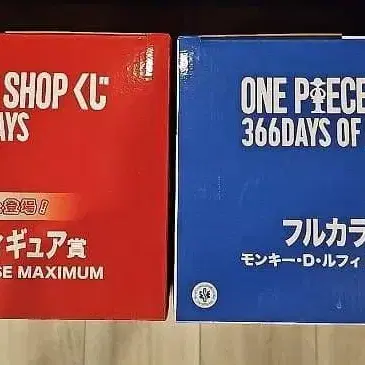 SHOP くじ
AYS
登場！
ィギュア賞
SE MAXIMUM
ONE PIECE
366DAYS OF
フルカラ
モンキー・D・ルフィ